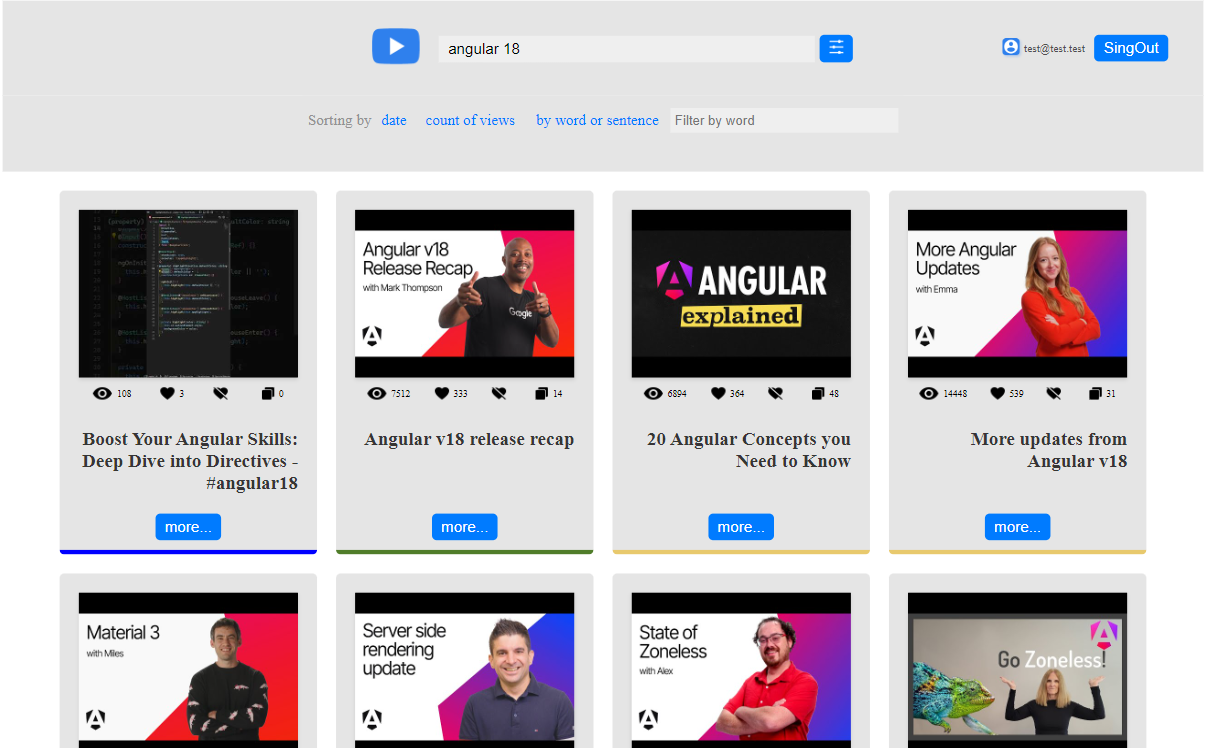 angular 18
test@test.test
SingOut
Sorting by date count of views by word or sentence Filter by word
108 3 0
Boost Your Angular Skills:
Deep Dive into Directives -
#angular18
more...
Angular v18
Release Recap
with Mark Thompson
Google
7512 333 14
Angular v18 release recap
more...
ANGULAR
explained
6894 364 48
20 Angular Concepts you
Need to Know
more...
More Angular
Updates
with Emma
14448 539 31
More updates from
Angular v18
more...
Material 3
with Miles
Server side
rendering
update
State of
Zoneless
with Alex
Go Zoneless!